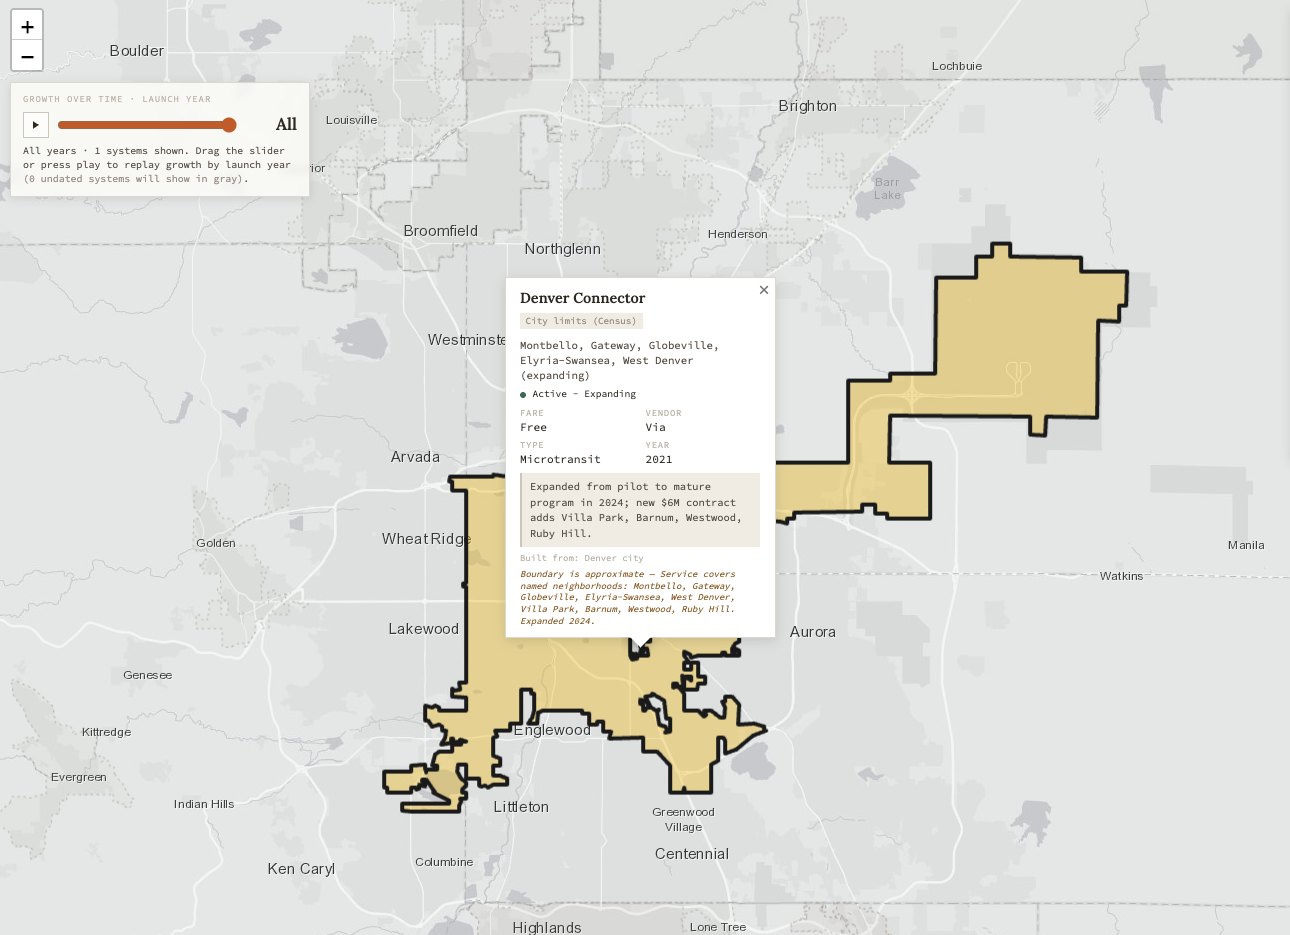 +
−
Boulder
Lochbuie
GROWTH OVER TIME · LAUNCH YEAR
Brighton
Louisville
All
All years · 1 systems shown. Drag the slider
or press play to replay growth by launch year
(0 undated systems will show in gray).
rior
Barr
Lake
Broomfield
Henderson
Northglenn
Denver Connector
×
City limits (Census)
Westminste
Montbello, Gateway, Globeville,
Elyria-Swansea, West Denver
(expanding)
Active - Expanding
FARE VENDOR
Free Via
TYPE YEAR
Microtransit 2021
Expanded from pilot to mature
program in 2024; new $6M contract
adds Villa Park, Barnum, Westwood,
Ruby Hill.
Built from: Denver city
Boundary is approximate — Service covers
named neighborhoods: Montbello, Gateway,
Globeville, Elyria-Swansea, West Denver,
Villa Park, Barnum, Westwood, Ruby Hill.
Expanded 2024.
Arvada
Wheat Ridge
Golden
Manila
Watkins
Lakewood
Aurora
Genesee
Kittredge
Englewood
Evergreen
Indian Hills
Littleton
Greenwood
Village
Centennial
Columbine
Ken Caryl
Highlands
Lone Tree